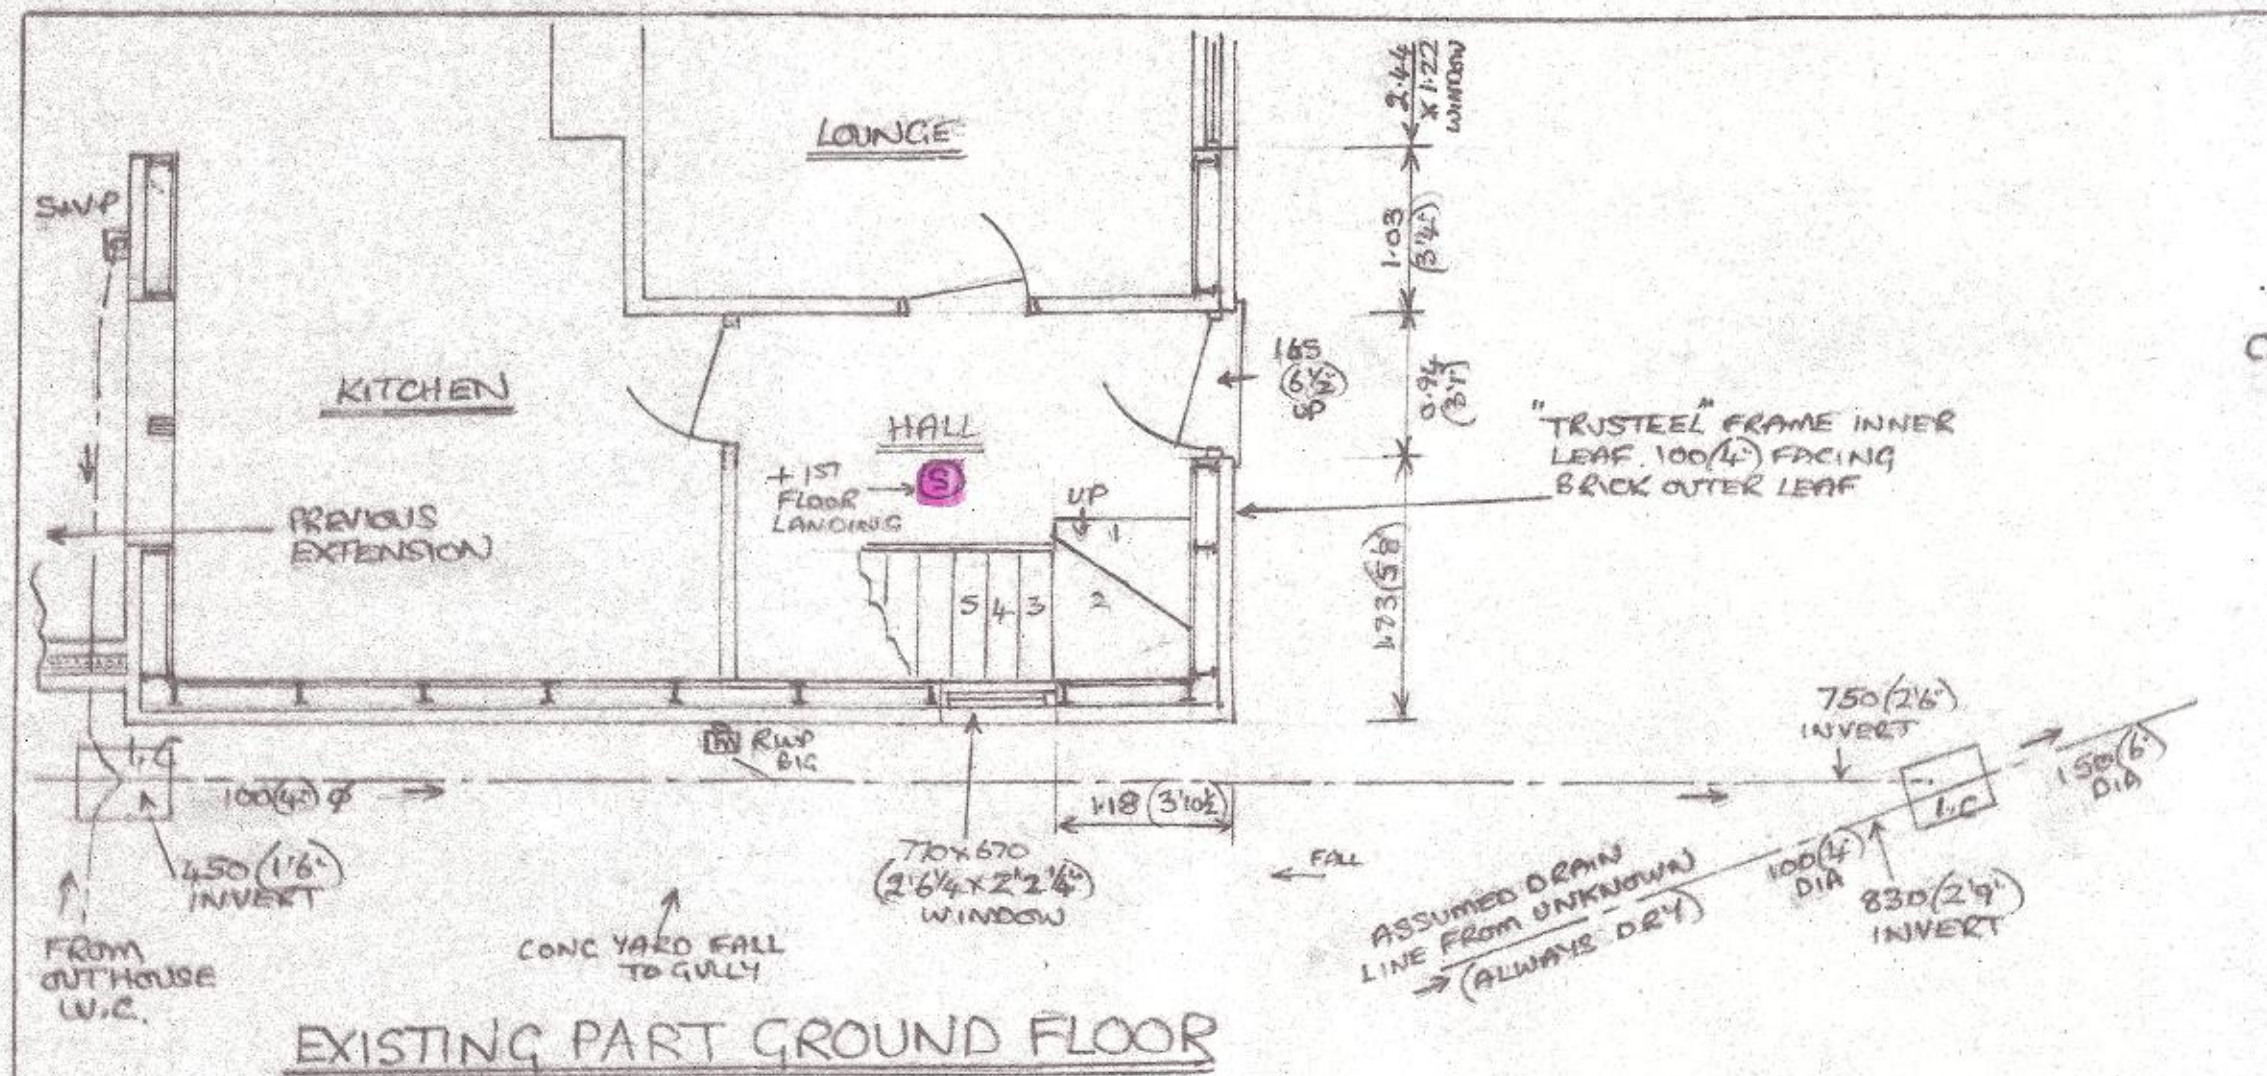 LOUNGE
2.44
X 1.22
WINDOW
S.V.P
1.03
(3'4")
KITCHEN
HALL
165
(6½")
UP
0.94
(3'1")
"TRUSTEEL" FRAME INNER
LEAF. 100(4") FACING
BRICK OUTER LEAF
+ 1ST
FLOOR
LANDING
S
UP
1
2
3
4
5
PREVIOUS
EXTENSION
1.73 (5'8")
I.C
RWP
BIG
100(4") Ø
450 (1'6")
INVERT
1.18 (3'10½")
770 x 670
(2'6¼ x 2'2¼")
WINDOW
FALL
750 (2'6")
INVERT
I.C
150(6")
DIA
100(4")
DIA
830(2'9")
INVERT
ASSUMED DRAIN
LINE FROM UNKNOWN
(ALWAYS DRY)
CONC YARD FALL
TO GULLY
FROM
OUTHOUSE
W.C.
EXISTING PART GROUND FLOOR